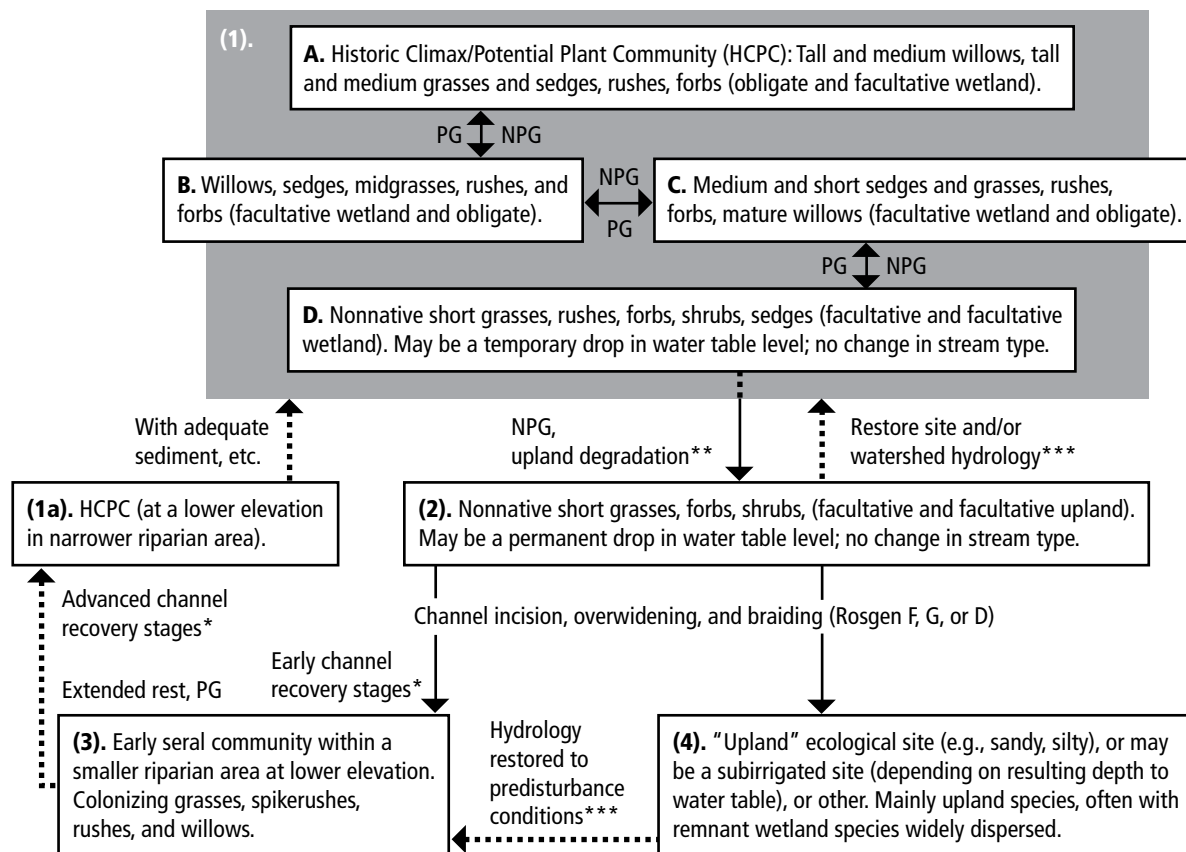 (1).
A. Historic Climax/Potential Plant Community (HCPC): Tall and medium willows, tall
and medium grasses and sedges, rushes, forbs (obligate and facultative wetland).
PG NPG
B. Willows, sedges, midgrasses, rushes, and
forbs (facultative wetland and obligate).
NPG
PG
C. Medium and short sedges and grasses, rushes,
forbs, mature willows (facultative wetland and obligate).
PG NPG
D. Nonnative short grasses, rushes, forbs, shrubs, sedges (facultative and facultative
wetland). May be a temporary drop in water table level; no change in stream type.
With adequate
sediment, etc.
NPG,
upland degradation**
Restore site and/or
watershed hydrology***
(1a). HCPC (at a lower elevation
in narrower riparian area).
(2). Nonnative short grasses, forbs, shrubs, (facultative and facultative upland).
May be a permanent drop in water table level; no change in stream type.
Advanced channel
recovery stages*
Channel incision, overwidening, and braiding (Rosgen F, G, or D)
Extended rest, PG
Early channel
recovery stages*
(3). Early seral community within a
smaller riparian area at lower elevation.
Colonizing grasses, spikerushes,
rushes, and willows.
Hydrology
restored to
predisturbance
conditions***
(4). "Upland" ecological site (e.g., sandy, silty), or may
be a subirrigated site (depending on resulting depth to
water table), or other. Mainly upland species, often with
remnant wetland species widely dispersed.